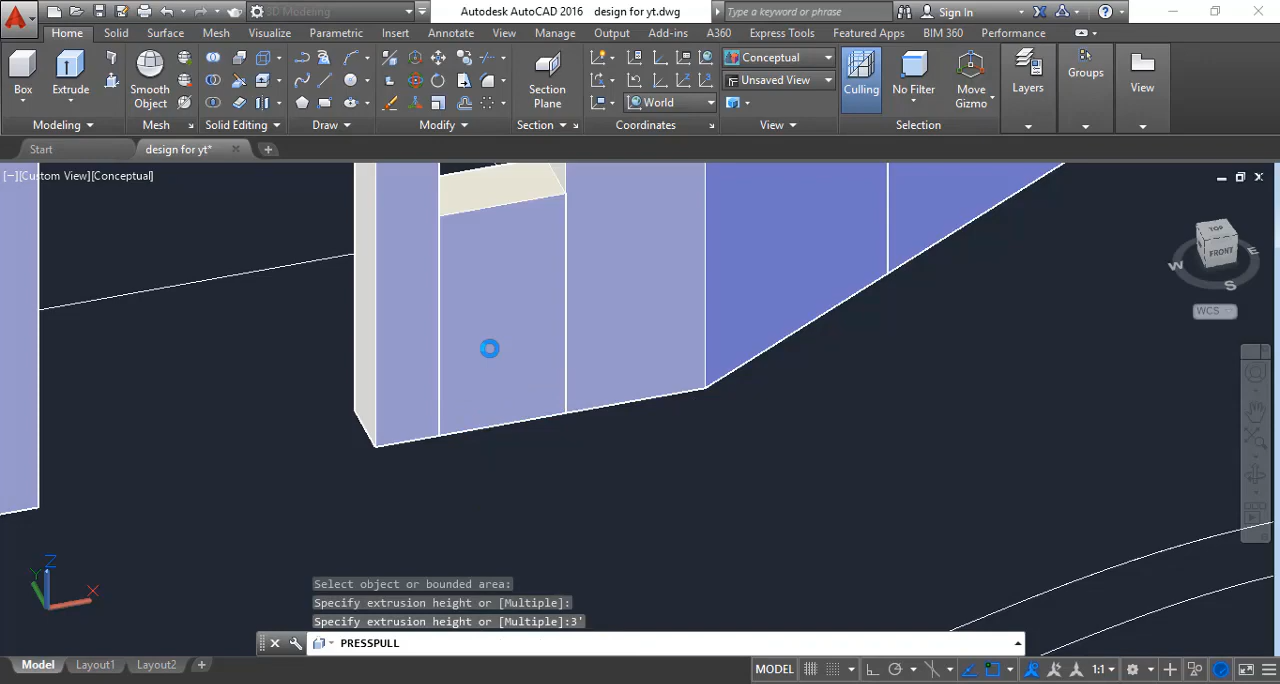 3D Modeling
Autodesk AutoCAD 2016 design for yt.dwg
Type a keyword or phrase
Sign In
Home Solid Surface Mesh Visualize Parametric Insert Annotate View Manage Output Add-ins A360 Express Tools Featured Apps BIM 360 Performance
Box
Extrude
Smooth
Object
Section
Plane
Conceptual
Unsaved View
World
Culling
No Filter
Move
Gizmo
Layers
Groups
View
Modeling
Mesh
Solid Editing
Draw
Modify
Section
Coordinates
View
Selection
Start
design for yt*
[−][Custom View][Conceptual]
TOP
FRONT
W
E
S
WCS
Z
Y
X
Select object or bounded area:
Specify extrusion height or [Multiple]:
Specify extrusion height or [Multiple]:3'
PRESSPULL
Model Layout1 Layout2
MODEL
1:1